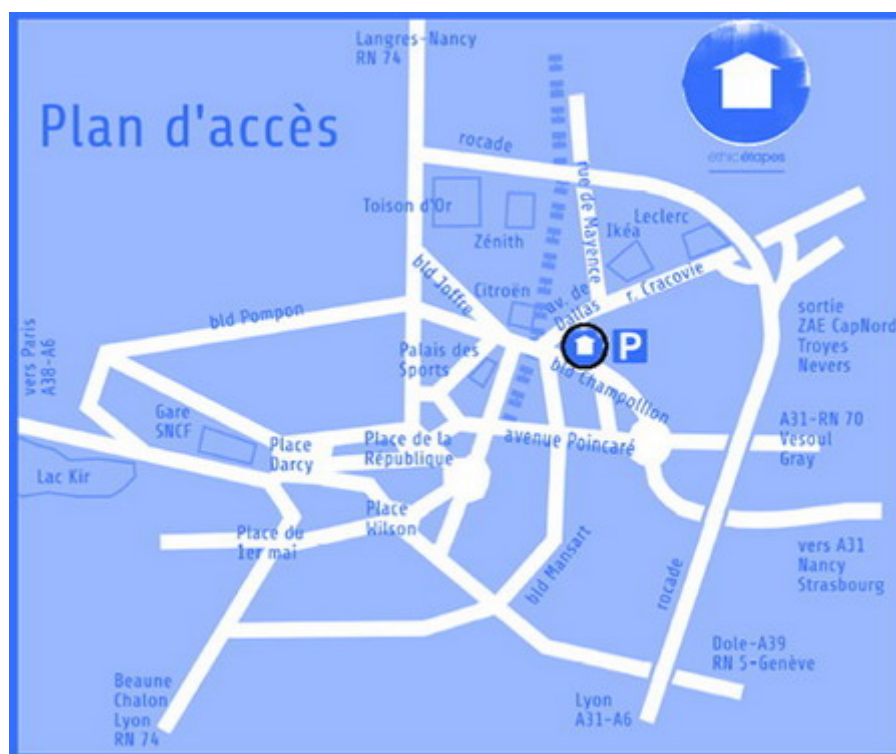 Langres-Nancy
RN 74
Plan d'accès
ethic étapes
rocade
rue de Mayence
Toison d'Or
Zénith
Leclerc
Ikéa
bld Joffre
Citroën
av. de
Dallas
r. Cracovie
bld Pompon
sortie
ZAE CapNord
Troyes
Nevers
vers Paris
A38-A6
Palais des
Sports
P
bld Champollion
Gare
SNCF
Place
Darcy
Place de la
République
avenue Poincaré
A31-RN 70
Vesoul
Gray
Lac Kir
Place
Wilson
Place du
1er mai
bld Mansart
rocade
vers A31
Nancy
Strasbourg
Dole-A39
RN 5-Genève
Beaune
Chalon
Lyon
RN 74
Lyon
A31-A6